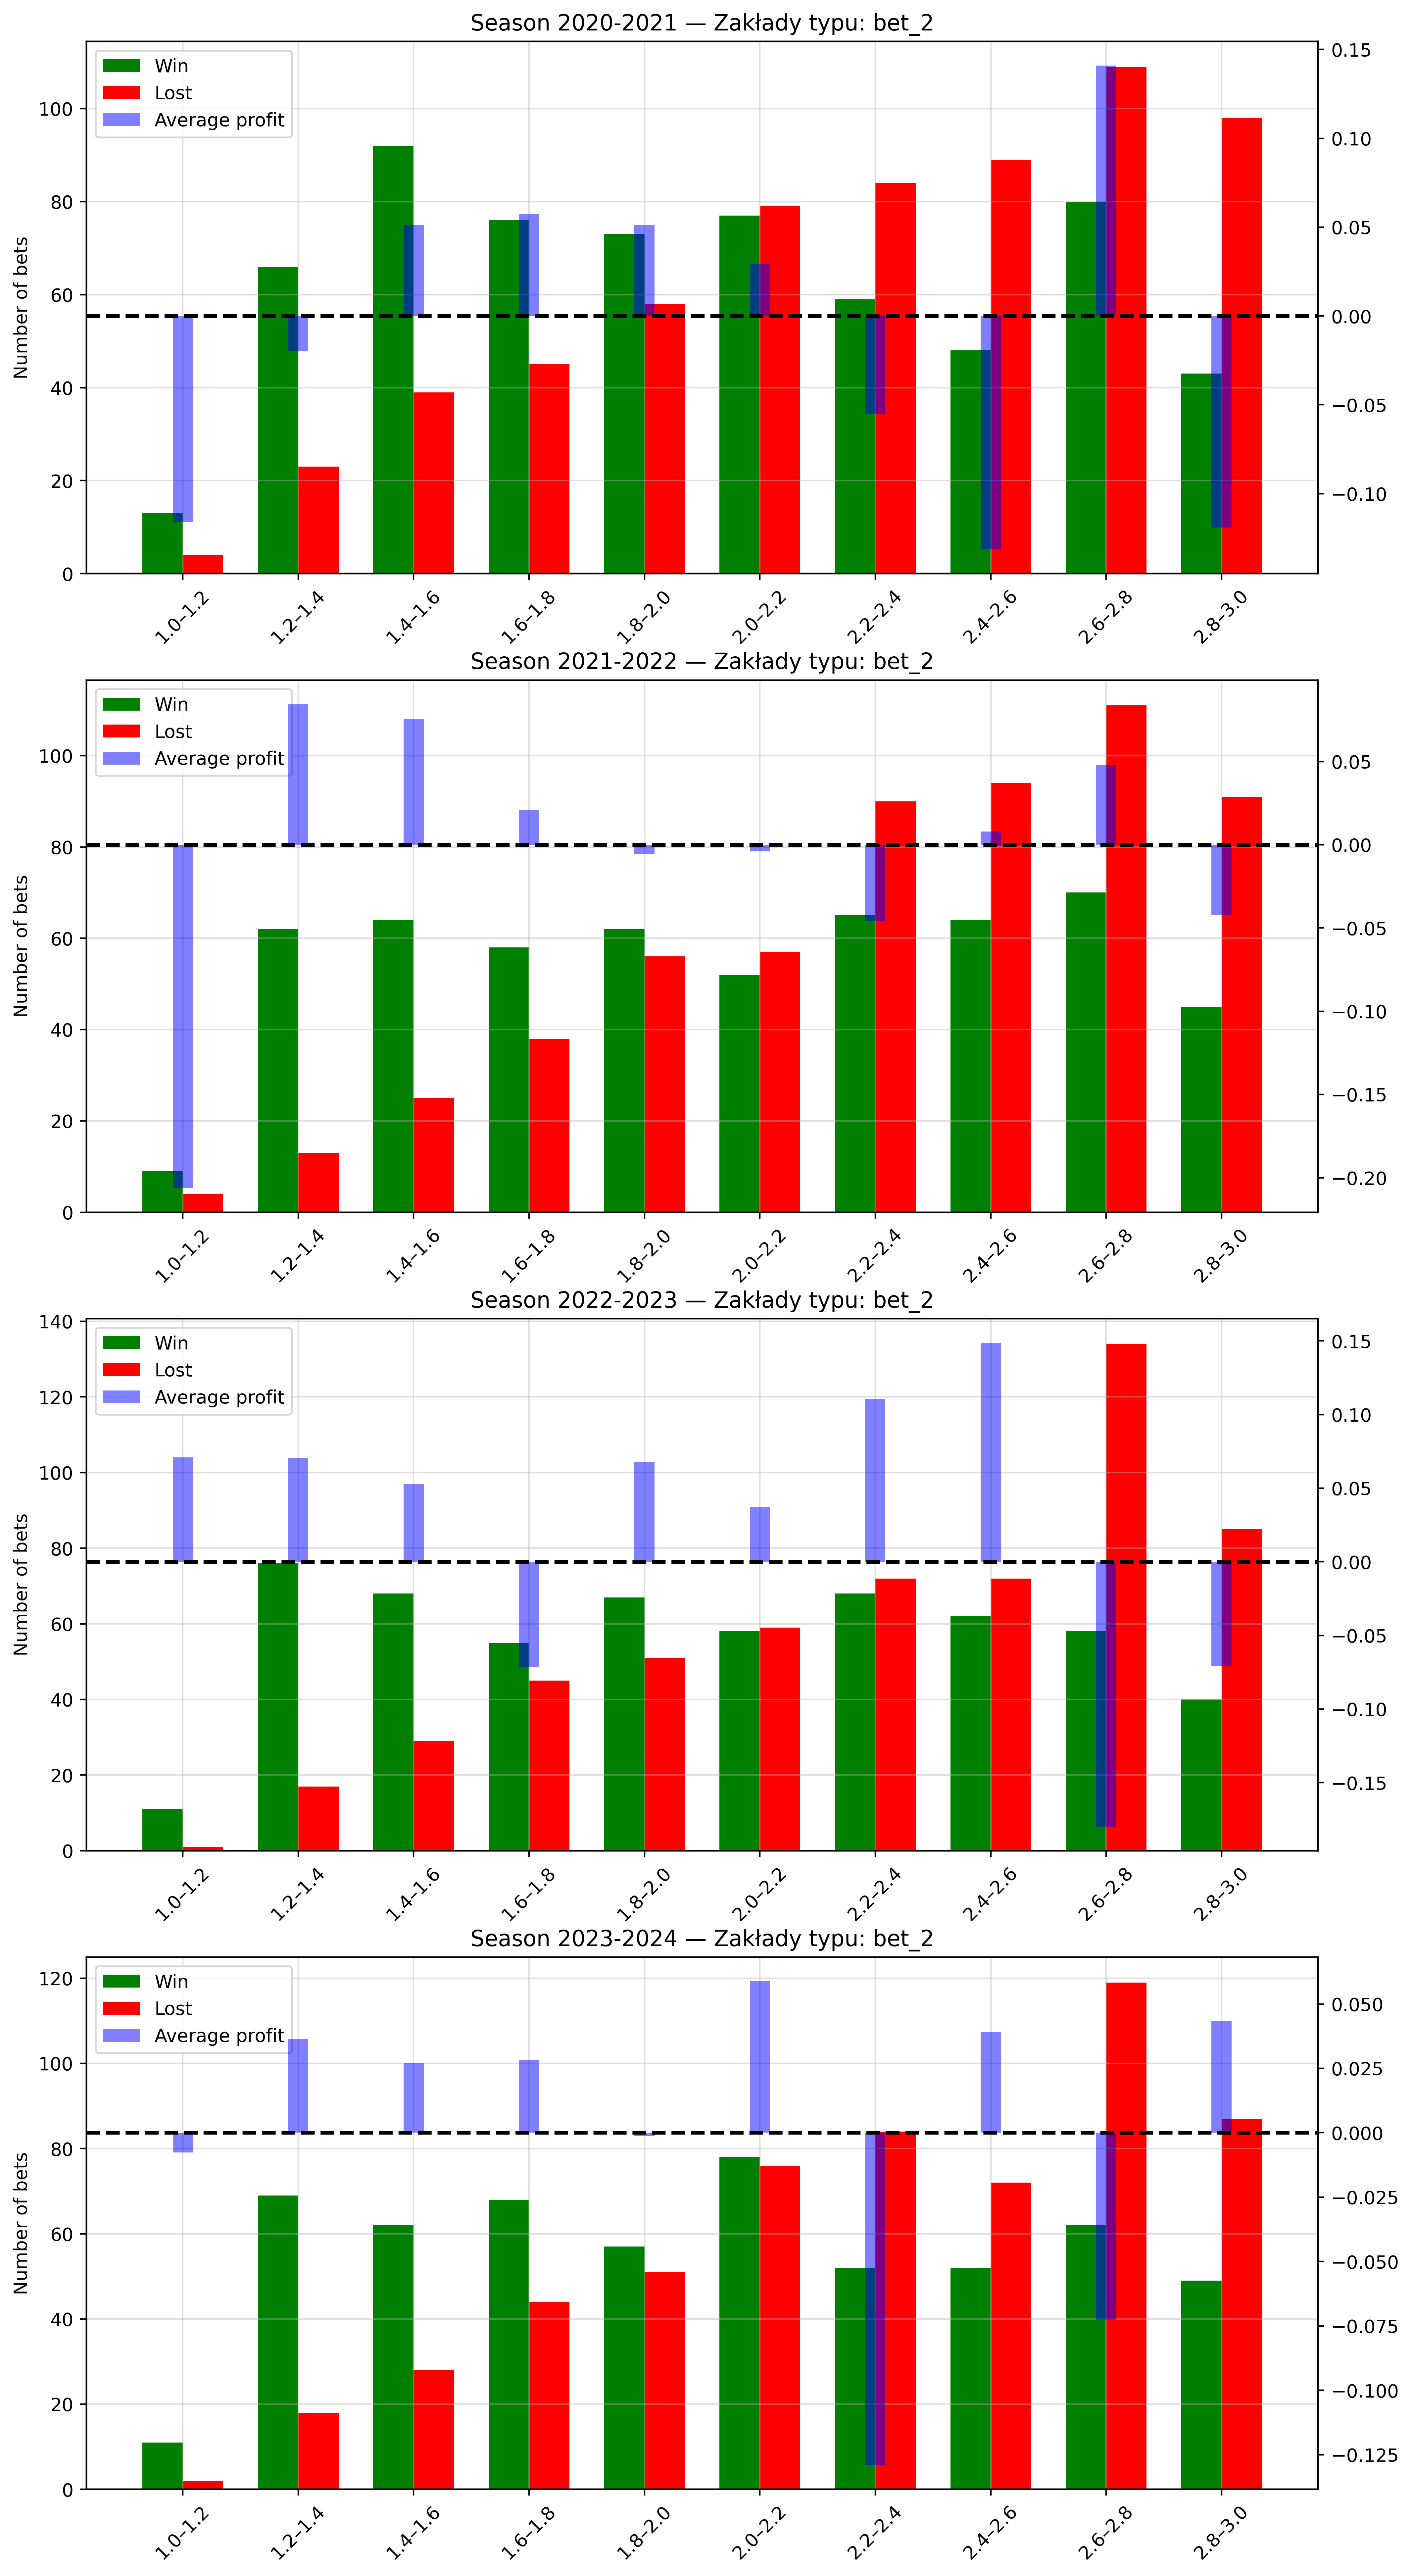 Season 2020-2021 — Zakłady typu: bet_2
Win
Lost
Average profit
Number of bets
100
80
60
40
20
0
0.15
0.10
0.05
0.00
−0.05
−0.10
1.0–1.2 1.2–1.4 1.4–1.6 1.6–1.8 1.8–2.0 2.0–2.2 2.2–2.4 2.4–2.6 2.6–2.8 2.8–3.0
Season 2021-2022 — Zakłady typu: bet_2
Win
Lost
Average profit
Number of bets
100
80
60
40
20
0
0.05
0.00
−0.05
−0.10
−0.15
−0.20
1.0–1.2 1.2–1.4 1.4–1.6 1.6–1.8 1.8–2.0 2.0–2.2 2.2–2.4 2.4–2.6 2.6–2.8 2.8–3.0
Season 2022-2023 — Zakłady typu: bet_2
Win
Lost
Average profit
Number of bets
140
120
100
80
60
40
20
0
0.15
0.10
0.05
0.00
−0.05
−0.10
−0.15
1.0–1.2 1.2–1.4 1.4–1.6 1.6–1.8 1.8–2.0 2.0–2.2 2.2–2.4 2.4–2.6 2.6–2.8 2.8–3.0
Season 2023-2024 — Zakłady typu: bet_2
Win
Lost
Average profit
Number of bets
120
100
80
60
40
20
0
0.050
0.025
0.000
−0.025
−0.050
−0.075
−0.100
−0.125
1.0–1.2 1.2–1.4 1.4–1.6 1.6–1.8 1.8–2.0 2.0–2.2 2.2–2.4 2.4–2.6 2.6–2.8 2.8–3.0